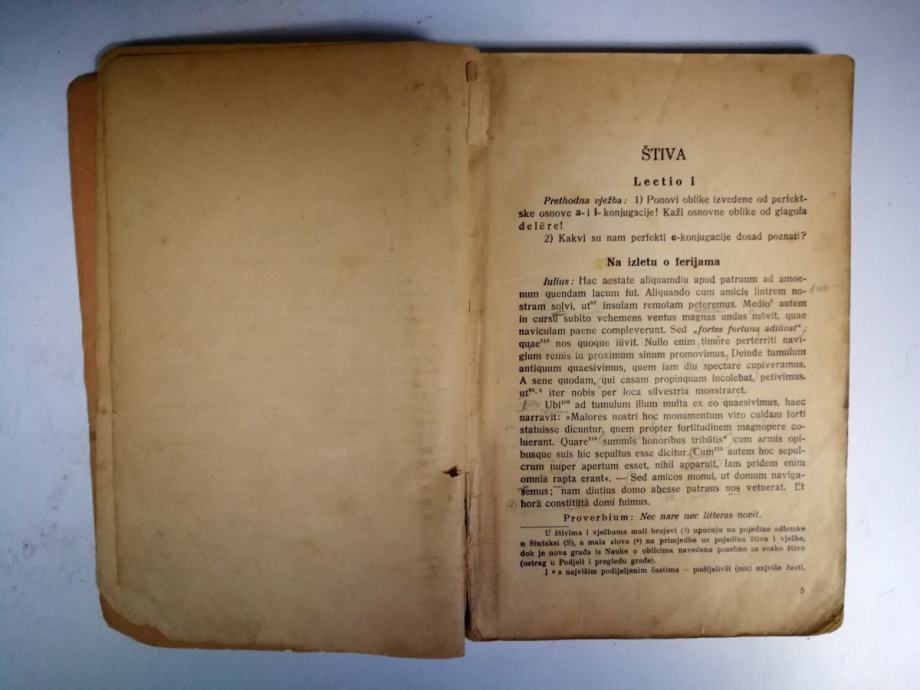 ŠTIVA
Lectio I
Prethodna vježba: 1) Ponovi oblike izvedene od perfekt-
ske osnove a- i i-konjugacije! Kaži osnovne oblike od glagola
delēre!
2) Kakvi su nam perfekti e-konjugacije dosad poznati?
Na izletu o ferijama
Iulius: Hac aestate aliquamdiu apud patruum ad amoe-
num quendam lacum fui. Aliquando cum amicis lintrem no-
stram solvi, ut insulam remotam peteremus. Medio autem
in cursu subito vehemens ventus magnas undas mōvit, quae
naviculam paene compleverunt. Sed „fortes fortuna adiŭvat“;
quae nos quoque iūvit. Nullo enim timōre perterriti navi-
gium remis in proximum sinum promovimus. Deinde tumulum
antiquum quaesivimus, quem iam diu spectare cupiveramus.
A sene quodam, qui casam propinquam incolebat, petivimus.
ut iter nobis per loca silvestria monstraret.
Ubi ad tumulum illum multa ex eo quaesivimus, haec
narravit: »Maiores nostri hoc monumentum viro cuidam forti
statuisse dicuntur, quem propter fortitudinem magnopere co-
luerant. Quare summis honoribus tribūtis cum armis opi-
busque suis hic sepultus esse dicitur. Cum autem hoc sepul-
crum nuper apertum esset, nihil apparuit, iam pridem enim
omnia rapta erant«. — Sed amicos monui, ut domum naviga-
remus; nam diutius domo abesse patruus nos vetuerat. Et
horā constitūtā domi fuimus.
Proverbium: Nec nare nec litteras novit.
U štivima i vježbama mali brojevi (¹) upućuju na pojedine odlomke
u Sintaksi (S), a mala slova (ª) na primjedbe uz pojedina štiva i vježbe,
dok je nova građa iz Nauke o oblicima navedena posebno za svako štivo
(ostrag u Podjeli i pregledu građe).
I ª s najvišim podijeljenim častima – podijelivši (mu) najviše časti.
5